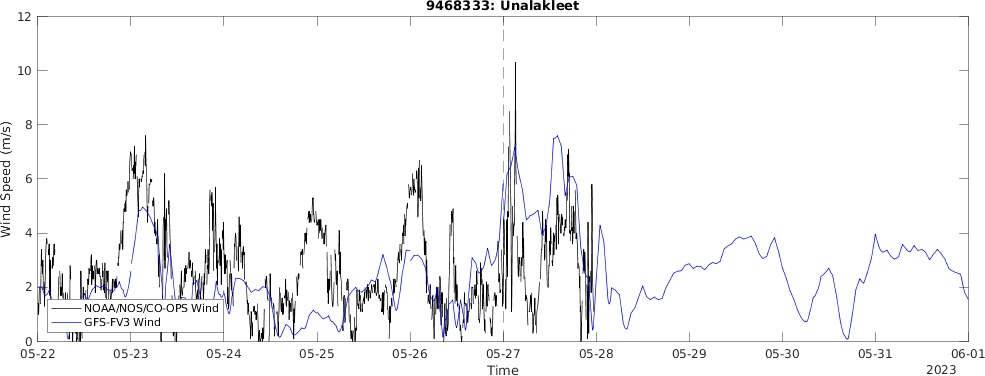 9468333: Unalakleet
12
10
8
6
4
2
0
Wind Speed (m/s)
NOAA/NOS/CO-OPS Wind
GFS-FV3 Wind
05-22 05-23 05-24 05-25 05-26 05-27 05-28 05-29 05-30 05-31 06-01
Time
2023